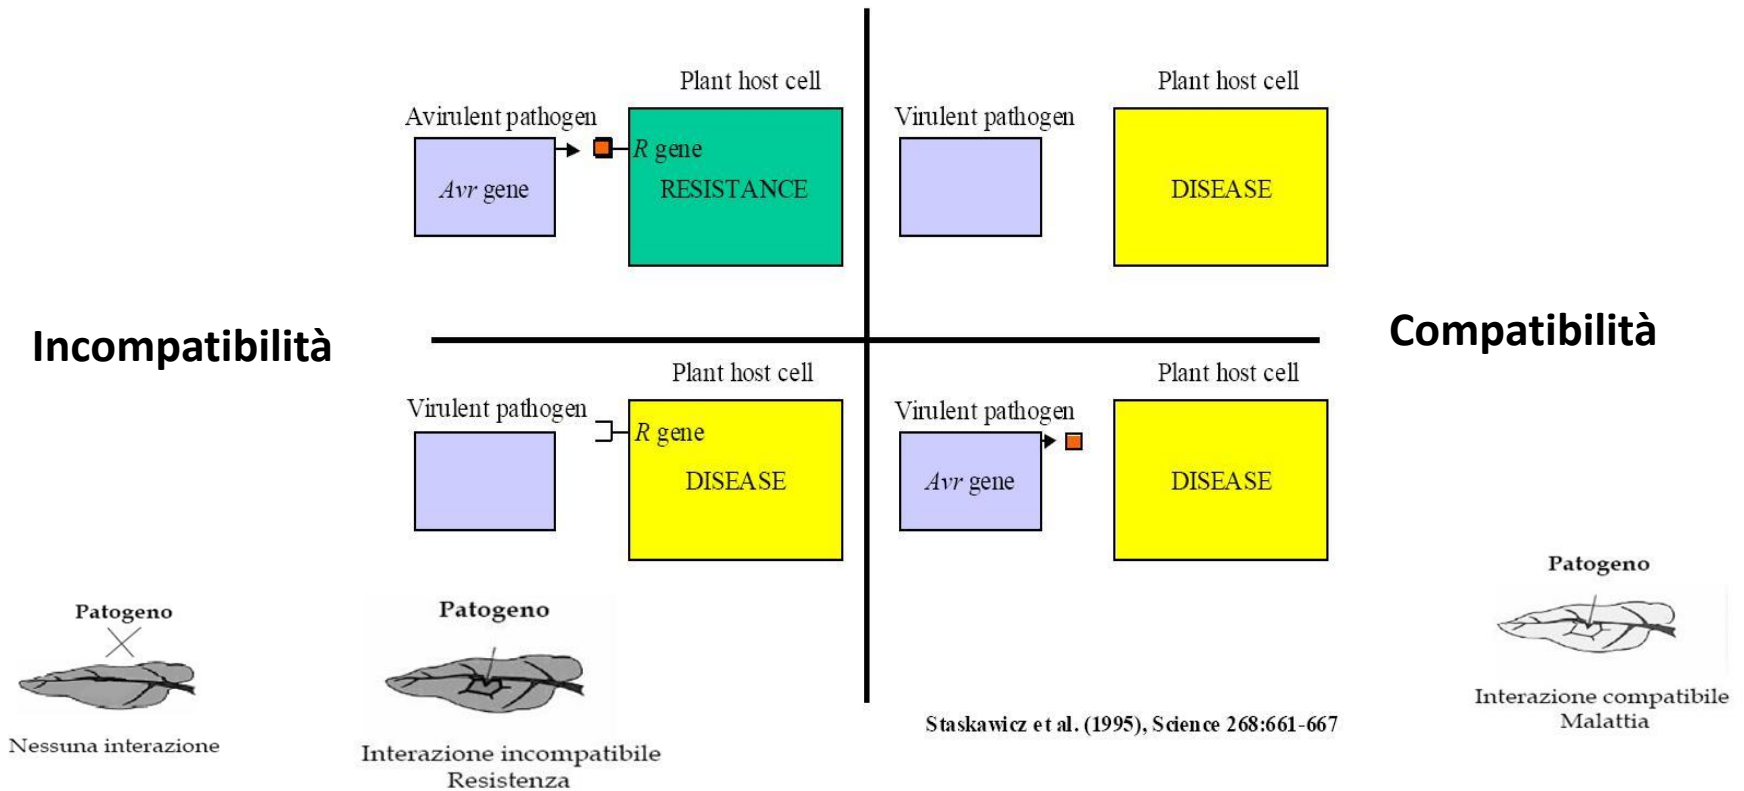 Plant host cell
Avirulent pathogen
R gene
Avr gene
RESISTANCE
Plant host cell
Virulent pathogen
DISEASE
Incompatibilità
Compatibilità
Plant host cell
Virulent pathogen
R gene
DISEASE
Plant host cell
Virulent pathogen
Avr gene
DISEASE
Patogeno
Nessuna interazione
Patogeno
Interazione incompatibile
Resistenza
Staskawicz et al. (1995), Science 268:661-667
Patogeno
Interazione compatibile
Malattia